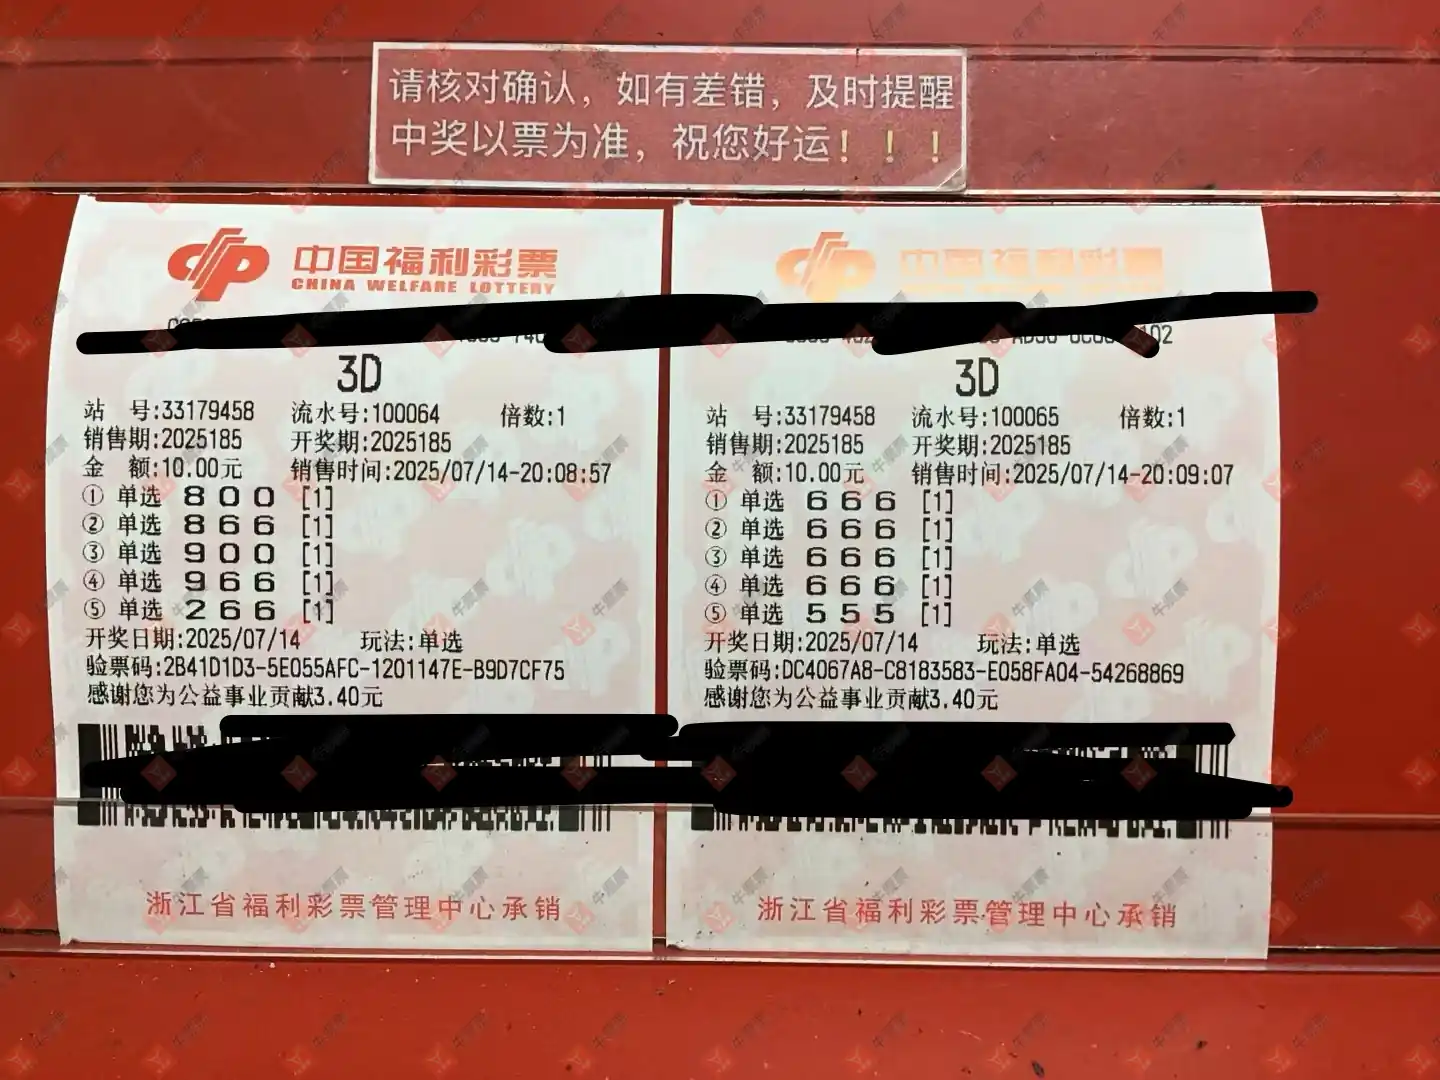 请核对确认，如有差错，及时提醒
中奖以票为准，祝您好运！！！
中国福利彩票
CHINA WELFARE LOTTERY
3D
站 号:33179458 流水号:100064 倍数:1
销售期:2025185 开奖期:2025185
金 额:10.00元 销售时间:2025/07/14-20:08:57
① 单选 8 0 0 [1]
② 单选 8 6 6 [1]
③ 单选 9 0 0 [1]
④ 单选 9 6 6 [1]
⑤ 单选 2 6 6 [1]
开奖日期:2025/07/14 玩法:单选
验票码:2B41D1D3-5E055AFC-1201147E-B9D7CF75
感谢您为公益事业贡献3.40元
浙江省福利彩票管理中心承销
中国福利彩票
CHINA WELFARE LOTTERY
3D
站 号:33179458 流水号:100065 倍数:1
销售期:2025185 开奖期:2025185
金 额:10.00元 销售时间:2025/07/14-20:09:07
① 单选 6 6 6 [1]
② 单选 6 6 6 [1]
③ 单选 6 6 6 [1]
④ 单选 6 6 6 [1]
⑤ 单选 5 5 5 [1]
开奖日期:2025/07/14 玩法:单选
验票码:DC4067A8-C8183583-E058FA04-54268869
感谢您为公益事业贡献3.40元
浙江省福利彩票管理中心承销